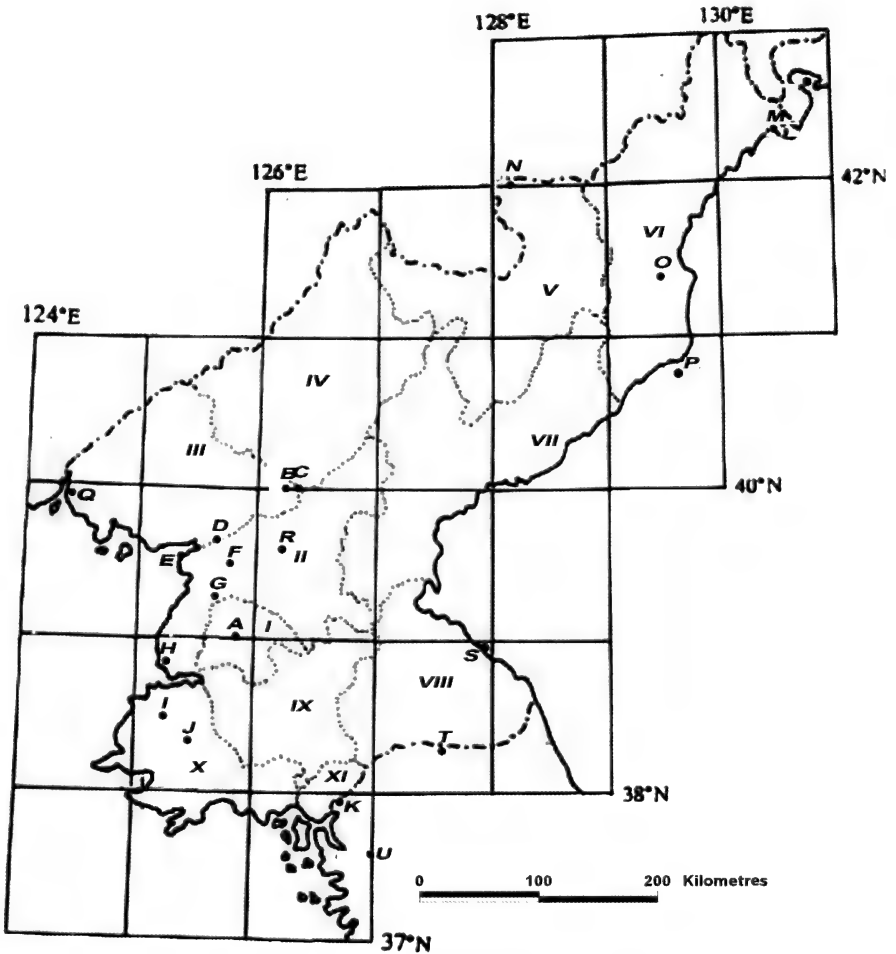 128°E 130°E
M
N 42°N
126°E
VI
O
V
124°E
P
IV
VII
III
B C
Q 40°N
D
R
F II
E
G
A I
H S
VIII
I IX
J T
X XI
38°N
K
U
0 100 200 Kilometres
37°N